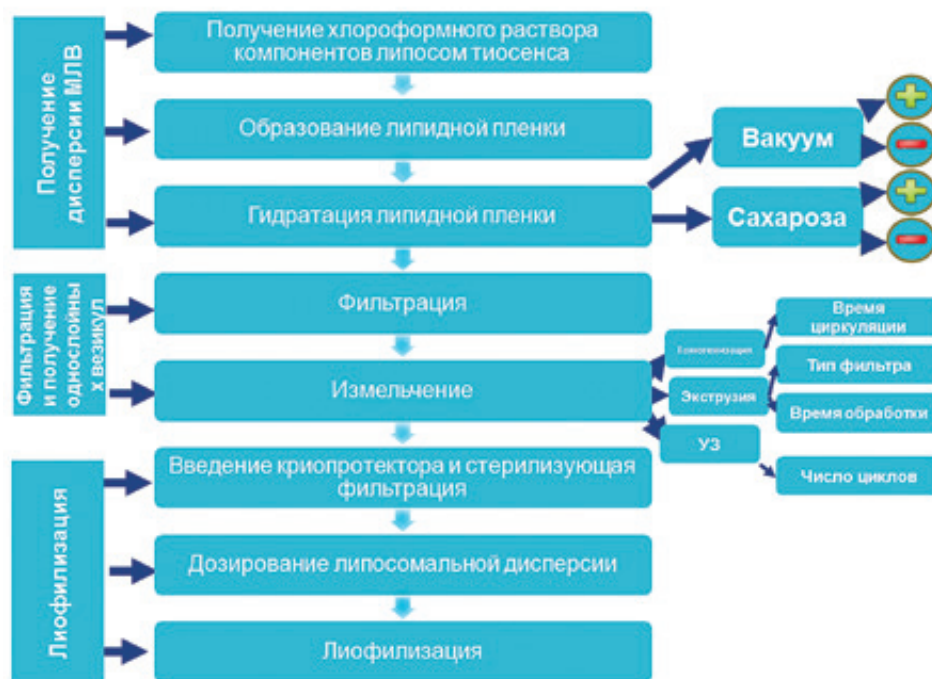 Получение
дисперсии МЛВ
Получение хлороформного раствора
компонентов липосом тиосенса
Образование липидной пленки
Гидратация липидной пленки
Вакуум
Сахароза
Фильтрация
и получение
однослойны
х везикул
Фильтрация
Измельчение
Гомогенизация
Экструзия
УЗ
Время
циркуляции
Тип фильтра
Время обработки
Число циклов
Лиофилизация
Введение криопротектора и стерилизующая
фильтрация
Дозирование липосомальной дисперсии
Лиофилизация